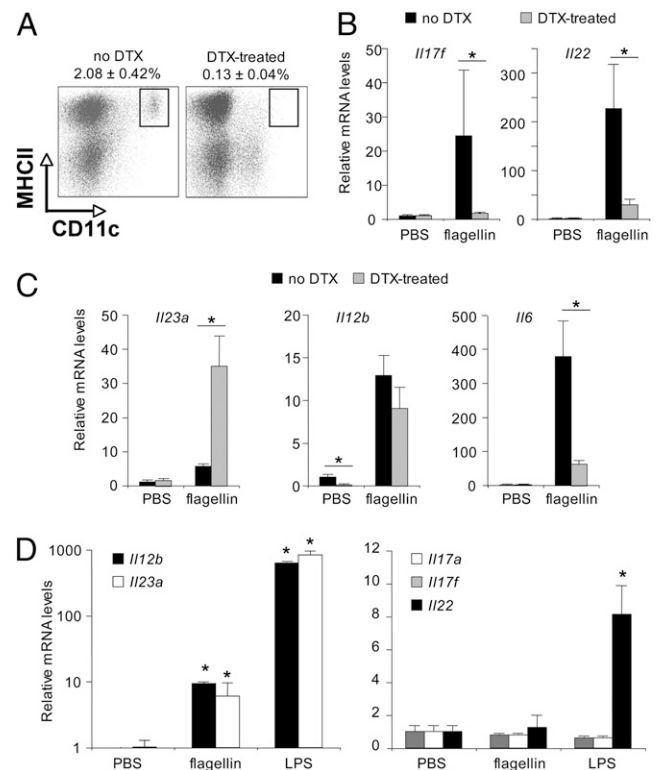 A
no DTX
2.08 ± 0.42%
DTX-treated
0.13 ± 0.04%
MHCII
CD11c
B
no DTX
DTX-treated
Relative mRNA levels
Il17f
*
50
40
30
20
10
0
PBS
flagellin
Il22
*
300
200
100
0
PBS
flagellin
C
no DTX
DTX-treated
Relative mRNA levels
Il23a
*
50
40
30
20
10
0
PBS
flagellin
Il12b
20
15
10
5
0
*
PBS
flagellin
Il6
*
500
400
300
200
100
0
PBS
flagellin
D
Relative mRNA levels
1000
100
10
1
Il12b
Il23a
* *
* *
PBS
flagellin
LPS
12
10
8
6
4
2
0
Il17a
Il17f
Il22
*
PBS
flagellin
LPS